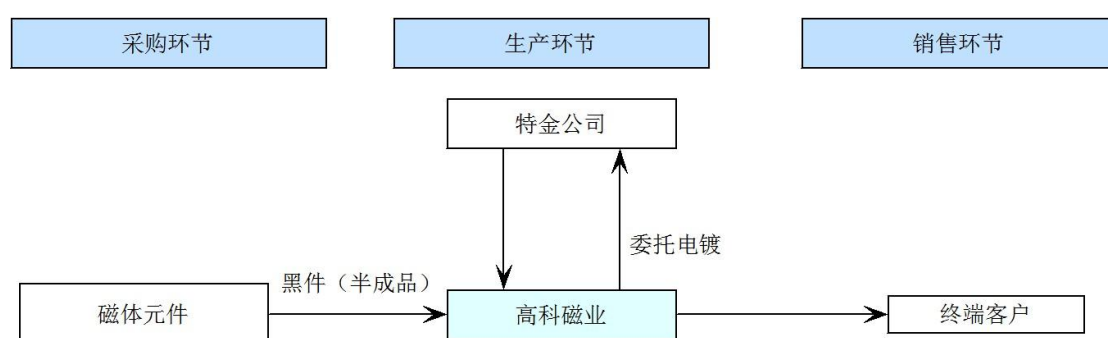 采购环节
生产环节
销售环节
特金公司
委托电镀
黑件（半成品）
磁体元件
高科磁业
终端客户